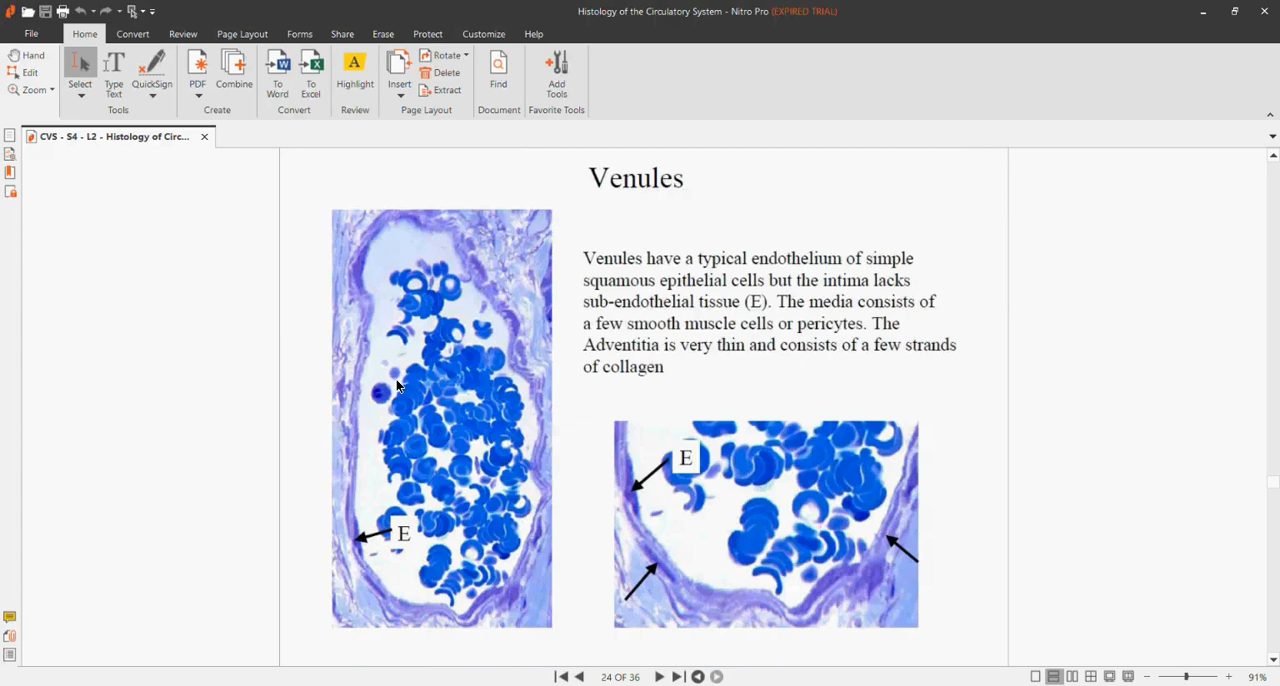 Histology of the Circulatory System - Nitro Pro (EXPIRED TRIAL)
File Home Convert Review Page Layout Forms Share Erase Protect Customize Help
Hand
Edit
Zoom
Select
Type Text
QuickSign
Tools
PDF
Combine
Create
To Word
To Excel
Convert
A
Highlight
Review
Insert
Rotate
Delete
Extract
Page Layout
Find
Document
Add Tools
Favorite Tools
CVS - S4 - L2 - Histology of Circ...
Venules
Venules have a typical endothelium of simple
squamous epithelial cells but the intima lacks
sub-endothelial tissue (E). The media consists of
a few smooth muscle cells or pericytes. The
Adventitia is very thin and consists of a few strands
of collagen
E
E
24 OF 36
91%